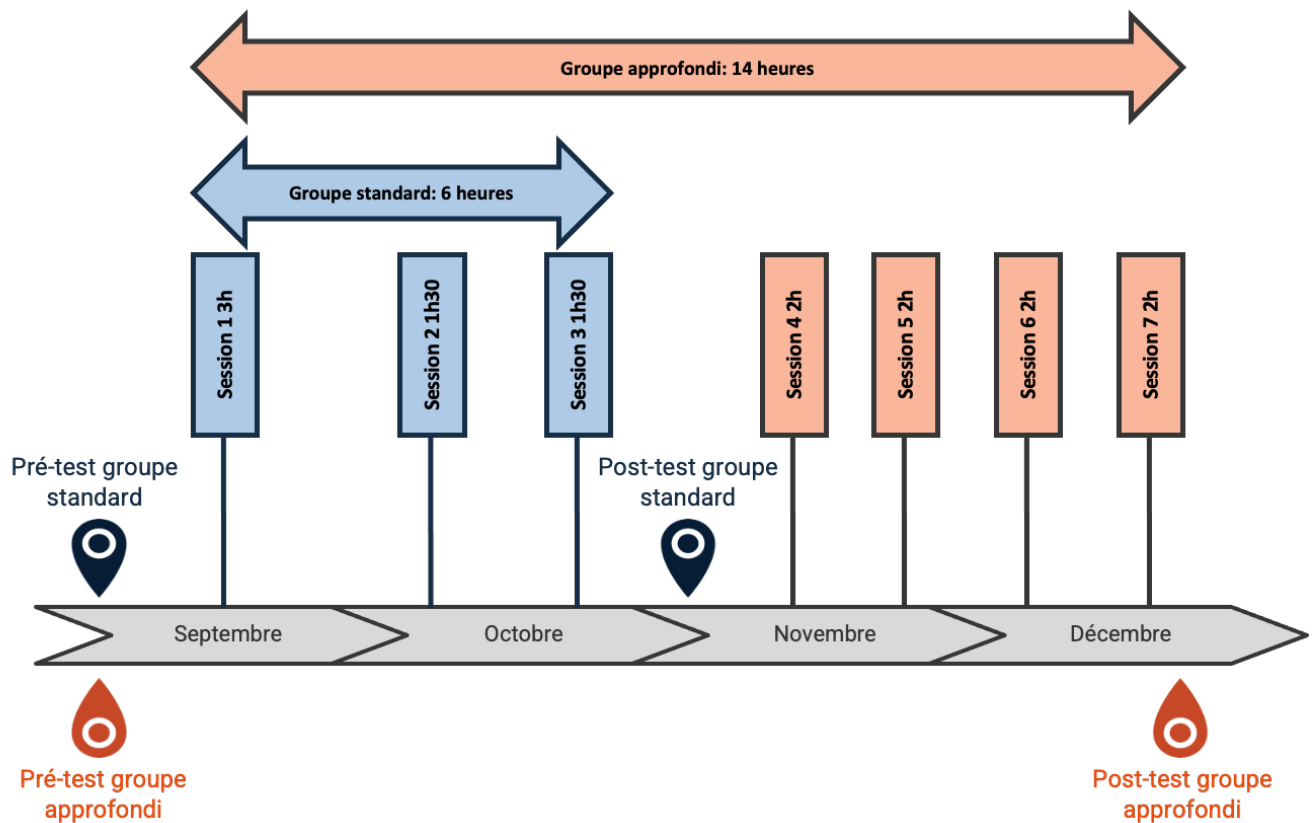 Groupe approfondi: 14 heures
Groupe standard: 6 heures
Session 1 3h
Session 2 1h30
Session 3 1h30
Session 4 2h
Session 5 2h
Session 6 2h
Session 7 2h
Pré-test groupe
standard
Post-test groupe
standard
Septembre
Octobre
Novembre
Décembre
Pré-test groupe
approfondi
Post-test groupe
approfondi